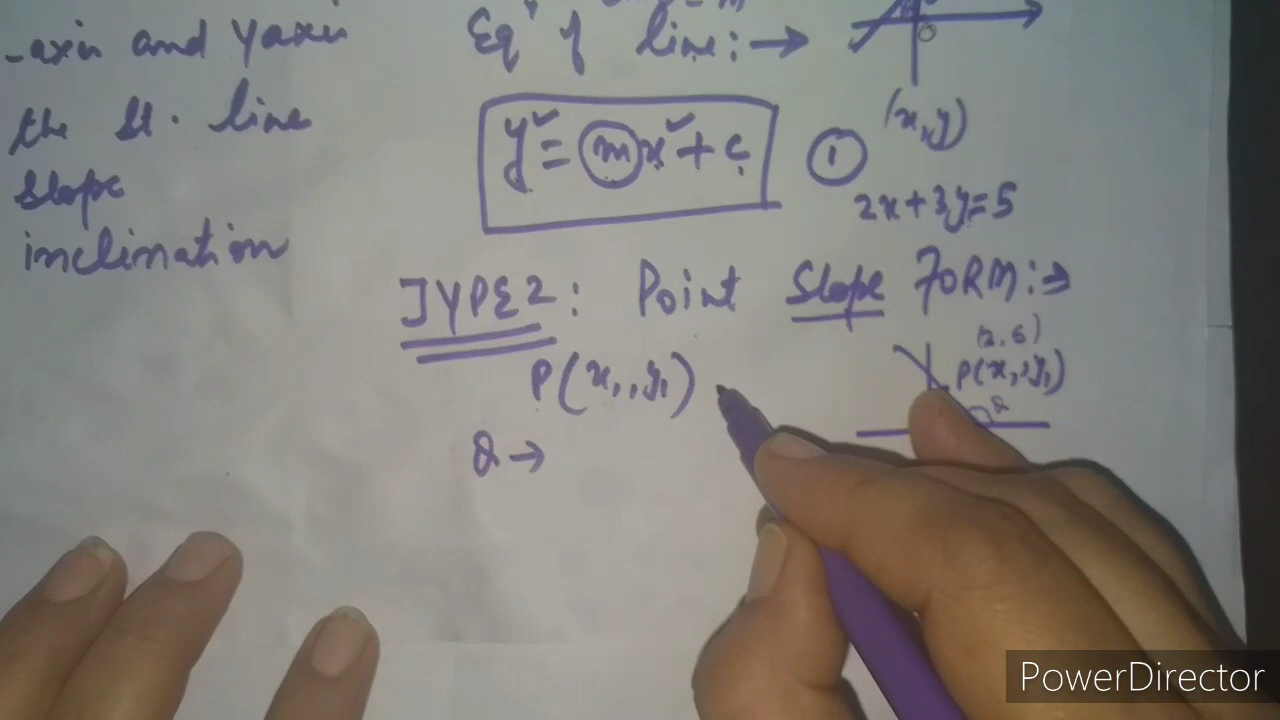 -axis and Y axis
the St. line
Slope
inclination
Eqⁿ of line: →
O
y = mx + c
1
(x, y)
2x+3y=5
TYPE 2: Point Slope FORM:→
P(x₁, y₁)
(2, 6)
P(x₁, y₁)
θ →
θ
PowerDirector